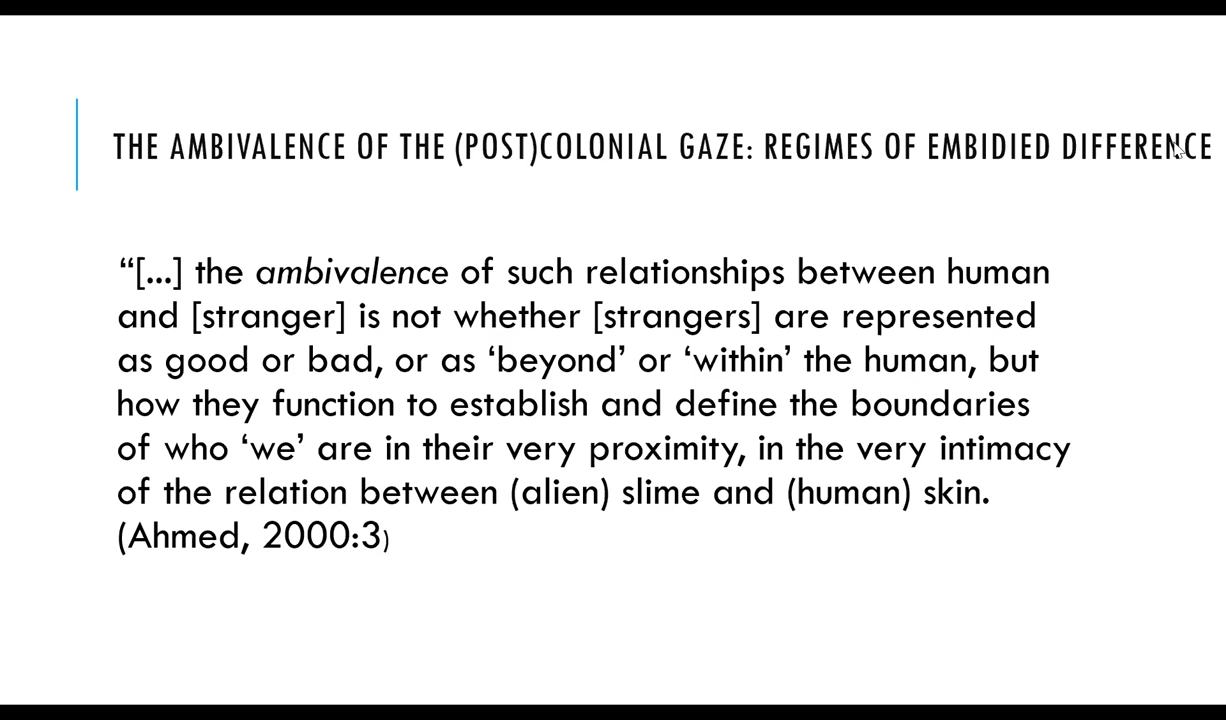 THE AMBIVALENCE OF THE (POST)COLONIAL GAZE: REGIMES OF EMBIDIED DIFFERENCE
“[...] the ambivalence of such relationships between human
and [stranger] is not whether [strangers] are represented
as good or bad, or as ‘beyond’ or ‘within’ the human, but
how they function to establish and define the boundaries
of who ‘we’ are in their very proximity, in the very intimacy
of the relation between (alien) slime and (human) skin.
(Ahmed, 2000:3)